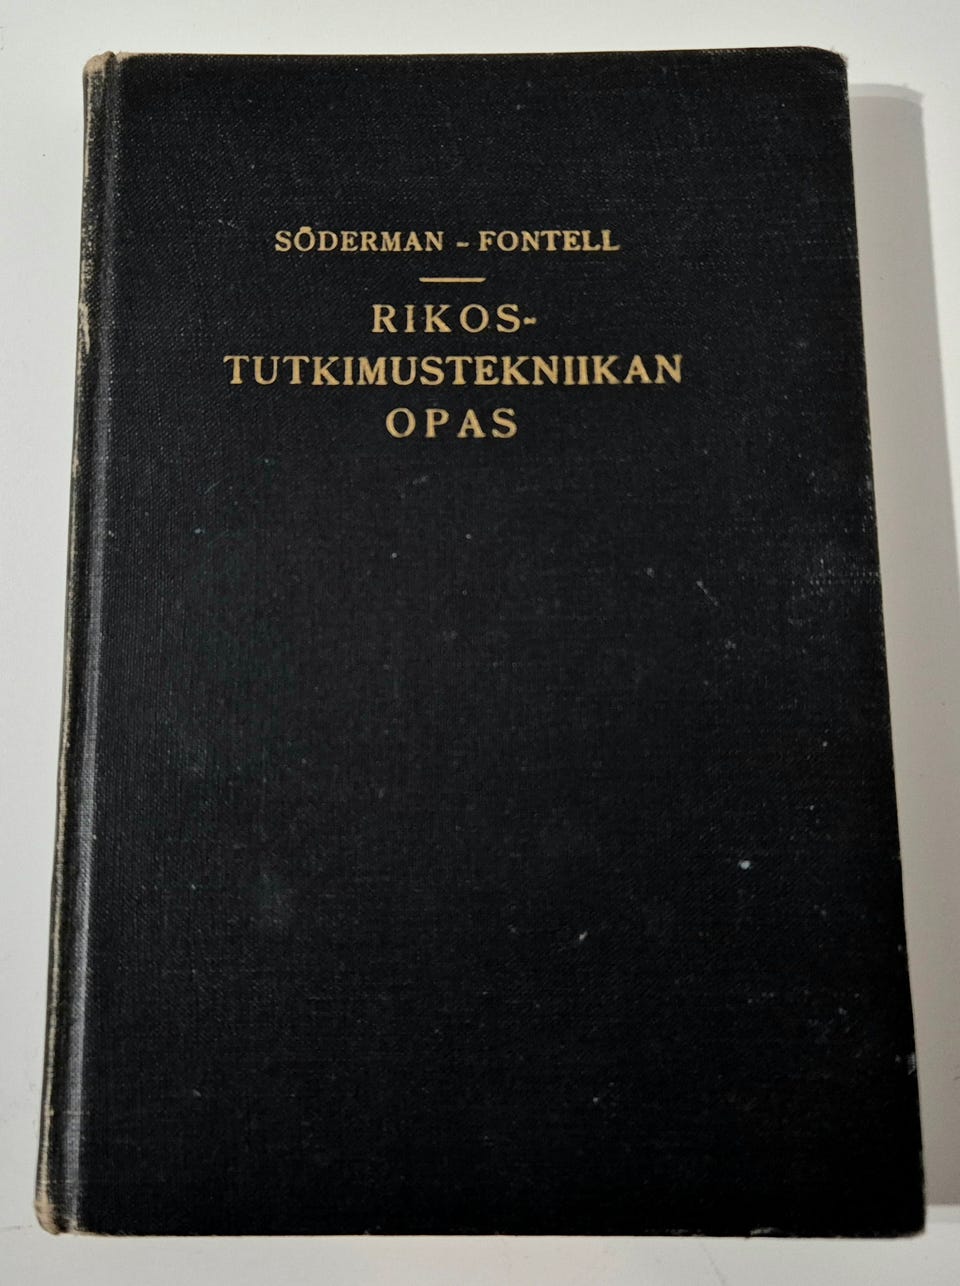 SÖDERMAN - FONTELL
RIKOS-
TUTKIMUSTEKNIIKAN
OPAS